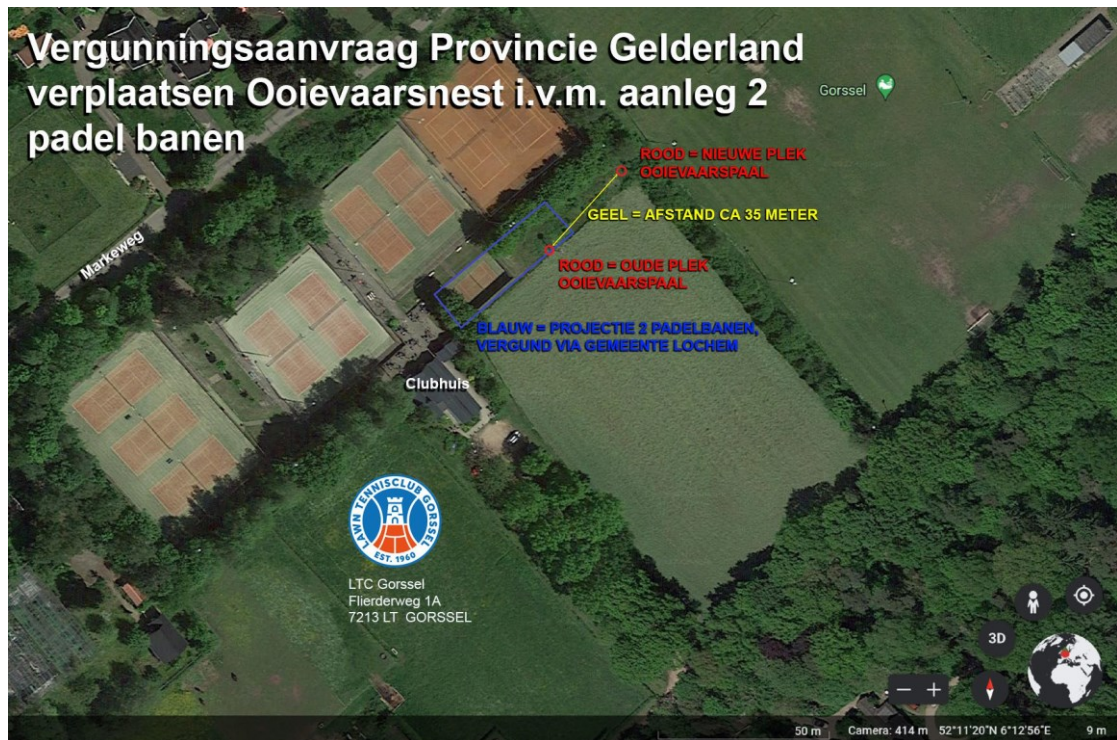 Vergunningsaanvraag Provincie Gelderland
verplaatsen Ooievaarsnest i.v.m. aanleg 2
padel banen
Gorssel
ROOD = NIEUWE PLEK
OOIEVAARSPAAL
GEEL = AFSTAND CA 35 METER
Markeweg
ROOD = OUDE PLEK
OOIEVAARSPAAL
BLAUW = PROJECTIE 2 PADELBANEN,
VERGUND VIA GEMEENTE LOCHEM
Clubhuis
LAWN TENNISCLUB GORSSEL
EST. 1960
LTC Gorssel
Flierderweg 1A
7213 LT GORSSEL
3D
50 m Camera: 414 m 52°11'20"N 6°12'56"E 9 m